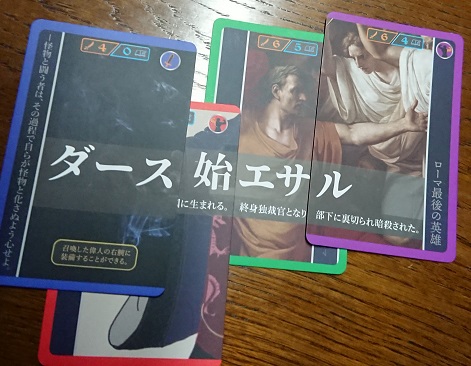 4/0
－怪物と闘う者は、その過程で自らが怪物と化さぬよう心せよ。
ダース
召喚した偉人の右側に
装備することができる。
始
に生まれる。
6/5
エサ
終身独裁官となり
6/4
ル
部下に裏切られ暗殺された。
ローマ最後の英雄